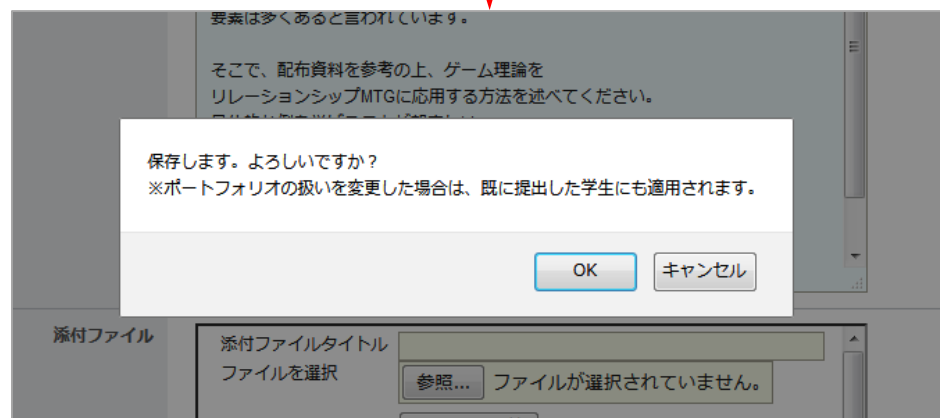 要素は多くあると言われています。
そこで、配布資料を参考の上、ゲーム理論を
リレーションシップMTGに応用する方法を述べてください。
保存します。よろしいですか？
※ポートフォリオの扱いを変更した場合は、既に提出した学生にも適用されます。
OK
キャンセル
添付ファイル
添付ファイルタイトル
ファイルを選択
参照... ファイルが選択されていません。